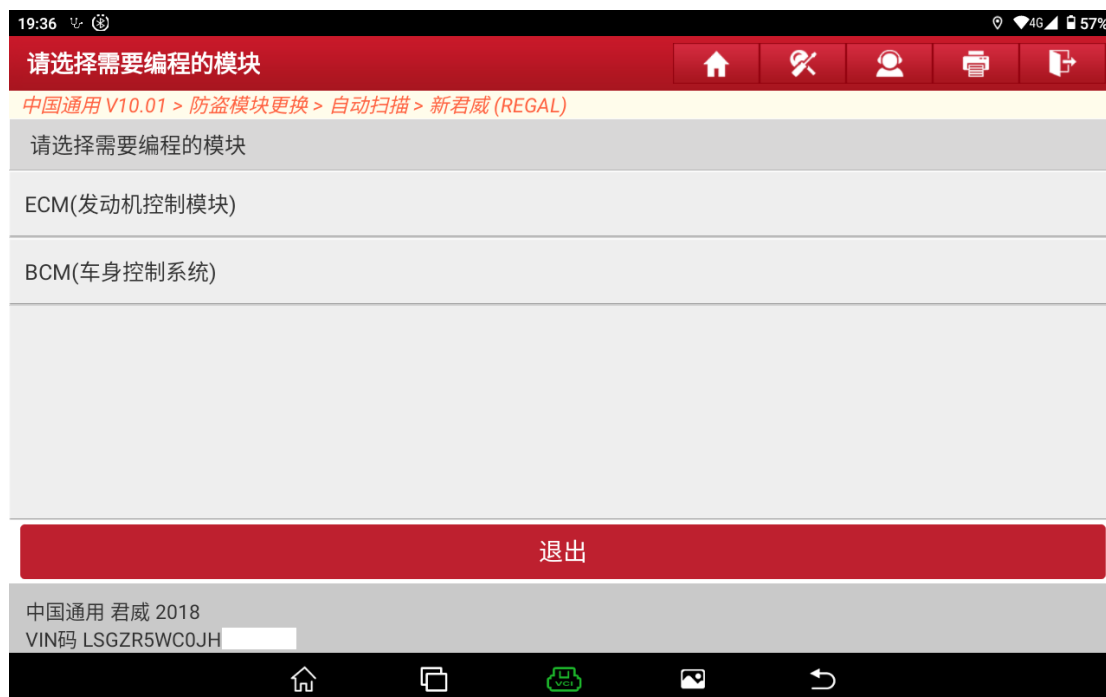 19:36 4G 57%
请选择需要编程的模块
中国通用 V10.01 > 防盗模块更换 > 自动扫描 > 新君威 (REGAL)
请选择需要编程的模块
ECM(发动机控制模块)
BCM(车身控制系统)
退出
中国通用 君威 2018
VIN码 LSGZR5WC0JH
VCI